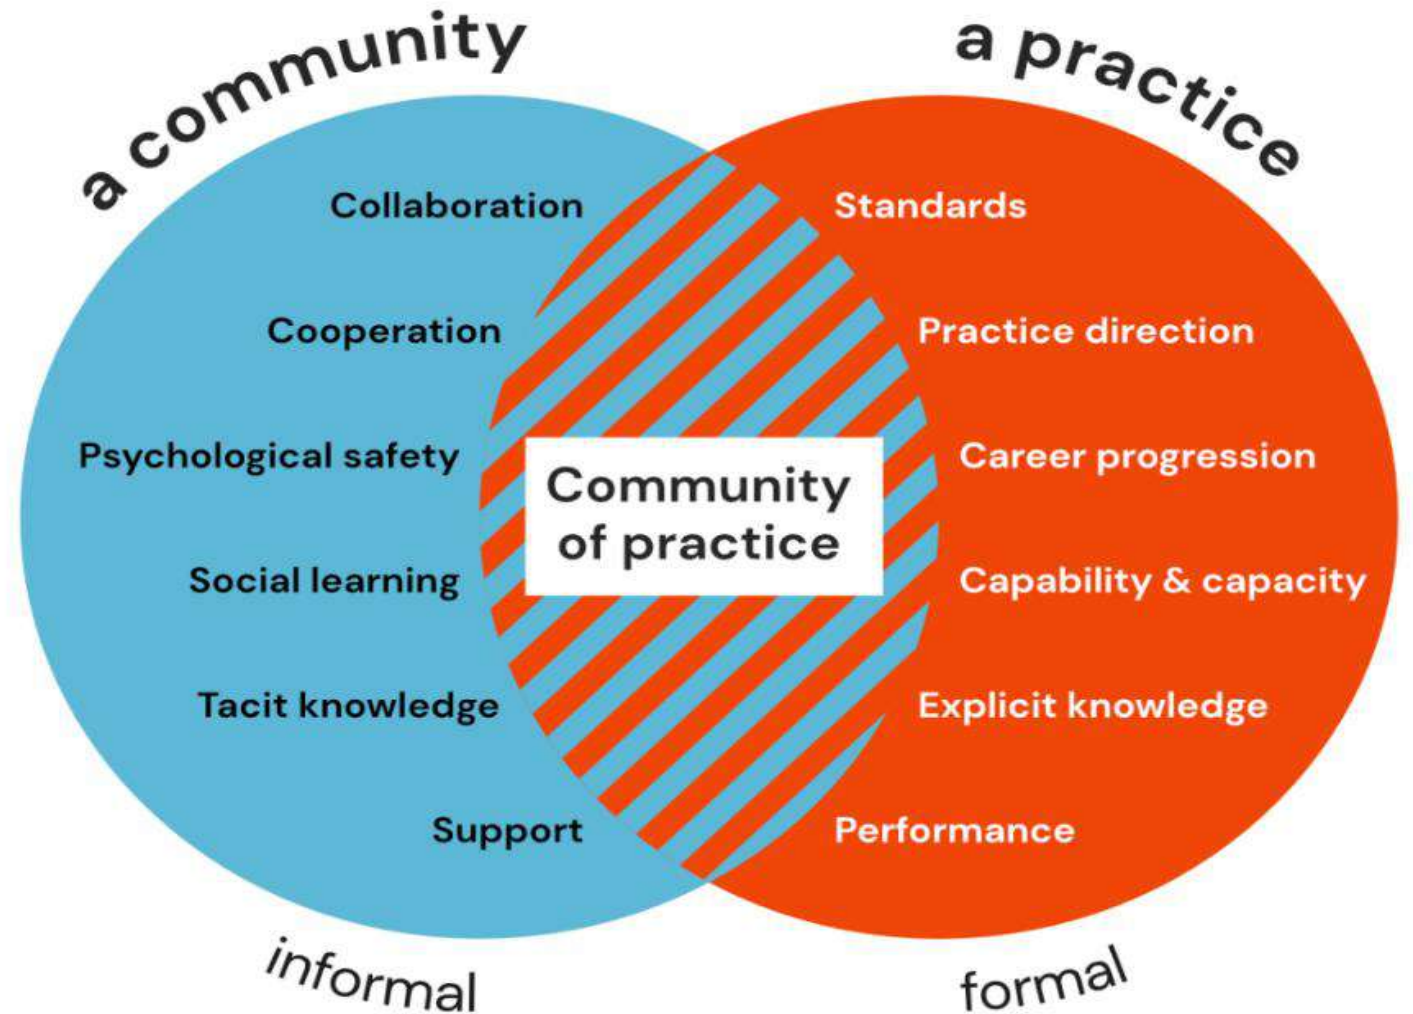 a community
a practice
Collaboration
Cooperation
Psychological safety
Social learning
Tacit knowledge
Support
Community
of practice
Standards
Practice direction
Career progression
Capability & capacity
Explicit knowledge
Performance
informal
formal